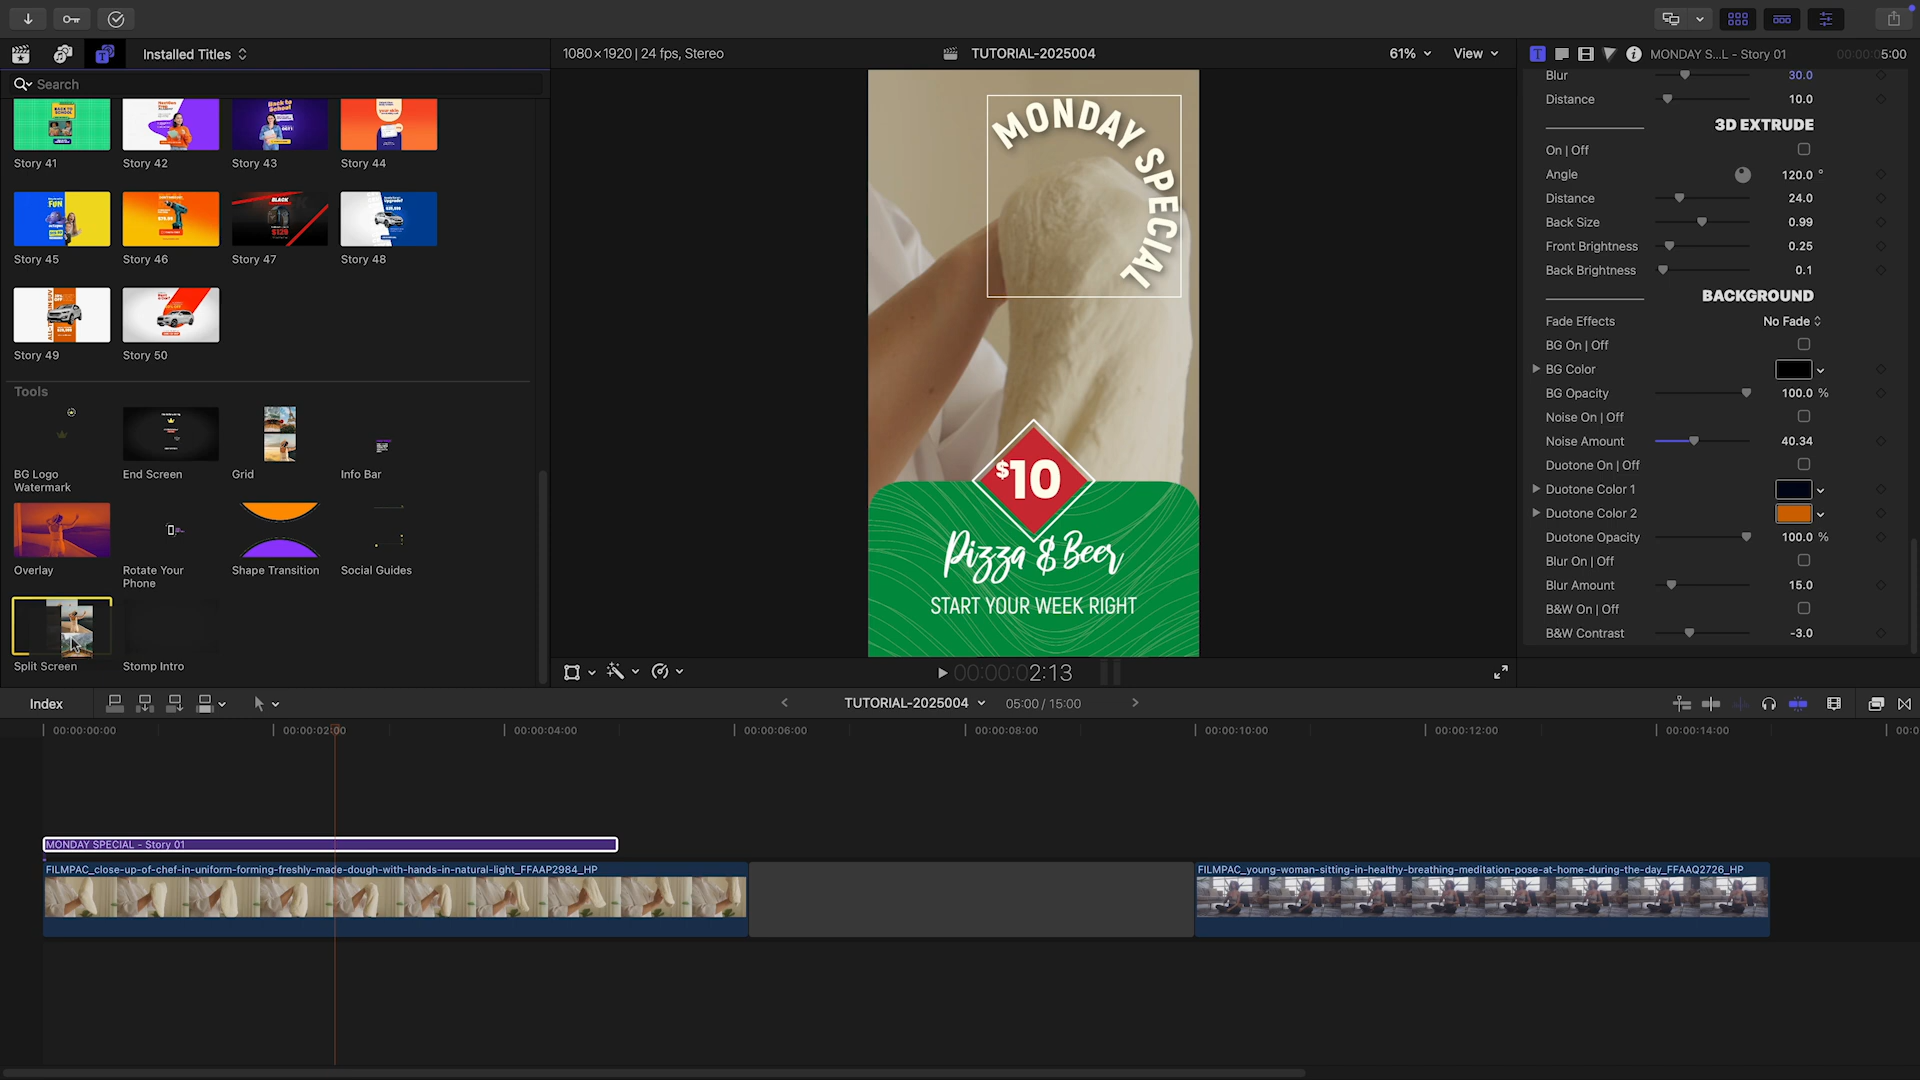 Installed Titles
1080×1920 | 24 fps, Stereo
TUTORIAL-2025004
61%
View
MONDAY S...L - Story 01
00:00:05:00
Search
Story 41
Story 42
Story 43
Story 44
Story 45
Story 46
Story 47
Story 48
Story 49
Story 50
Tools
BG Logo
Watermark
End Screen
Grid
Info Bar
Overlay
Rotate Your
Phone
Shape Transition
Social Guides
Split Screen
Stomp Intro
MONDAY SPECIAL
$10
Pizza & Beer
START YOUR WEEK RIGHT
00:00:02:13
Blur 30.0
Distance 10.0
3D EXTRUDE
On | Off
Angle 120.0 °
Distance 24.0
Back Size 0.99
Front Brightness 0.25
Back Brightness 0.1
BACKGROUND
Fade Effects No Fade
BG On | Off
BG Color
BG Opacity 100.0 %
Noise On | Off
Noise Amount 40.34
Duotone On | Off
Duotone Color 1
Duotone Color 2
Duotone Opacity 100.0 %
Blur On | Off
Blur Amount 15.0
B&W On | Off
B&W Contrast -3.0
Index
TUTORIAL-2025004
05:00 / 15:00
00:00:00:00
00:00:02:00
00:00:04:00
00:00:06:00
00:00:08:00
00:00:10:00
00:00:12:00
00:00:14:00
MONDAY SPECIAL - Story 01
FILMPAC_close-up-of-chef-in-uniform-forming-freshly-made-dough-with-hands-in-natural-light_FFAAP2984_HP
FILMPAC_young-woman-sitting-in-healthy-breathing-meditation-pose-at-home-during-the-day_FFAAQ2726_HP